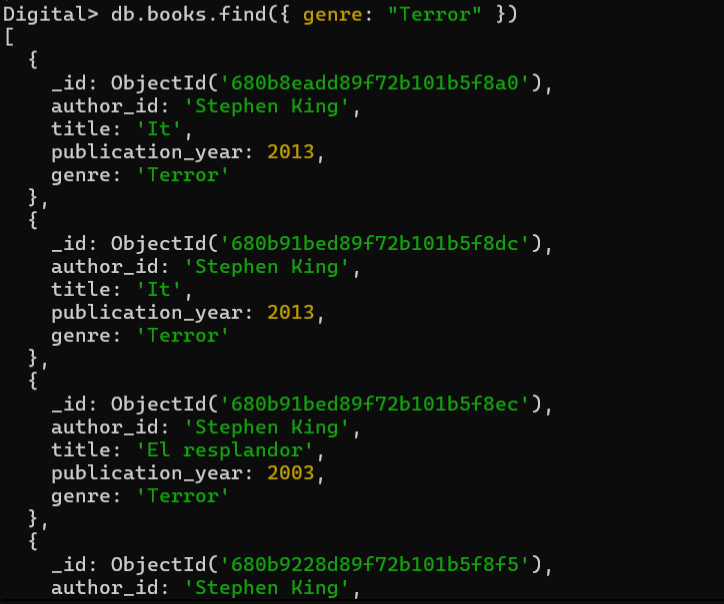 Digital> db.books.find({ genre: "Terror" })
[
  {
    _id: ObjectId('680b8eadd89f72b101b5f8a0'),
    author_id: 'Stephen King',
    title: 'It',
    publication_year: 2013,
    genre: 'Terror'
  },
  {
    _id: ObjectId('680b91bed89f72b101b5f8dc'),
    author_id: 'Stephen King',
    title: 'It',
    publication_year: 2013,
    genre: 'Terror'
  },
  {
    _id: ObjectId('680b91bed89f72b101b5f8ec'),
    author_id: 'Stephen King',
    title: 'El resplandor',
    publication_year: 2003,
    genre: 'Terror'
  },
  {
    _id: ObjectId('680b9228d89f72b101b5f8f5'),
    author_id: 'Stephen King',